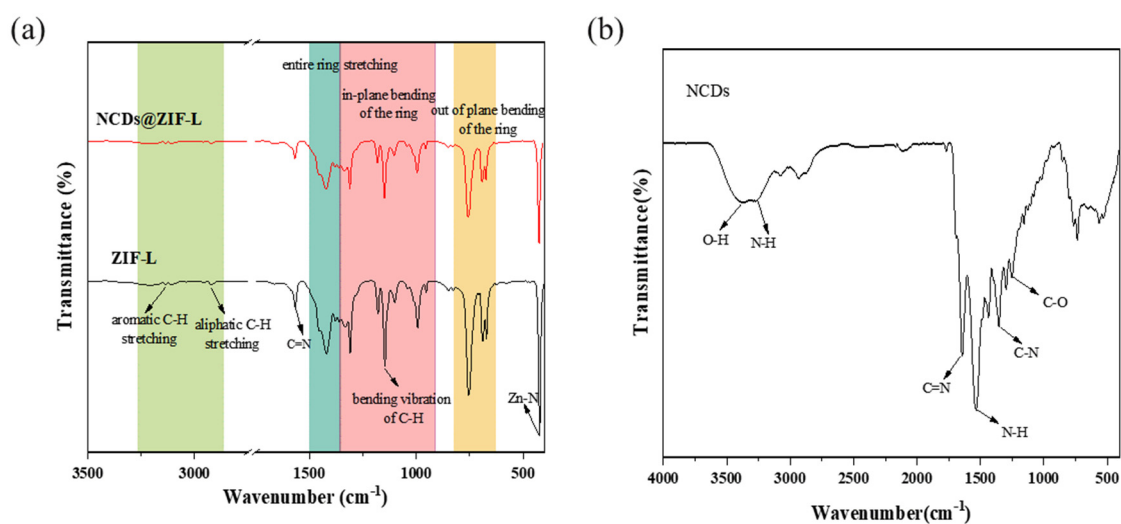 (a)
entire ring stretching
in-plane bending
of the ring
out of plane bending
of the ring
NCDs@ZIF-L
ZIF-L
aromatic C-H
stretching
aliphatic C-H
stretching
C=N
bending vibration
of C-H
Zn-N
Transmittance (%)
3500
3000
1500
1000
500
Wavenumber (cm-1)
(b)
NCDs
O-H
N-H
C-O
C-N
C=N
N-H
Transmittance(%)
4000
3500
3000
2500
2000
1500
1000
500
Wavenumber(cm-1)